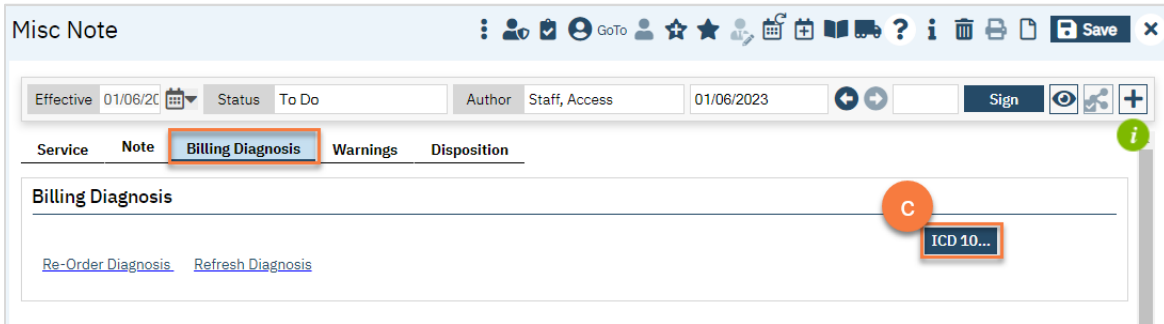 Misc Note GoTo ? i Save
Effective 01/06/20 Status To Do Author Staff, Access 01/06/2023 Sign
i
Service Note Billing Diagnosis Warnings Disposition
Billing Diagnosis
C
ICD 10...
Re-Order Diagnosis Refresh Diagnosis